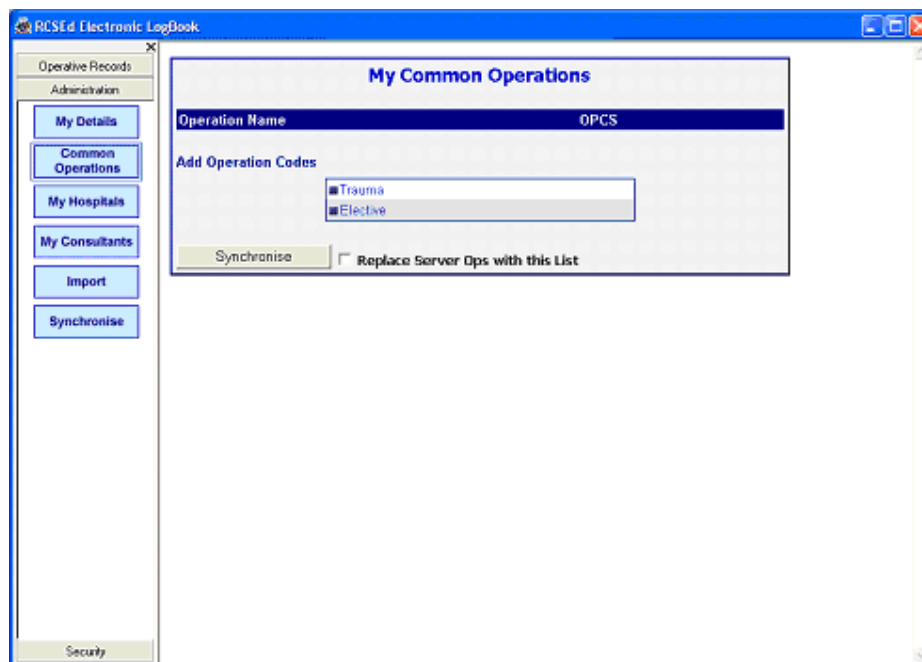 RCSEd Electronic LogBook
Operative Records
Administration
My Details
Common
Operations
My Hospitals
My Consultants
Import
Synchronise
Security
My Common Operations
Operation Name OPCS
Add Operation Codes
Trauma
Elective
Synchronise Replace Server Ops with this List